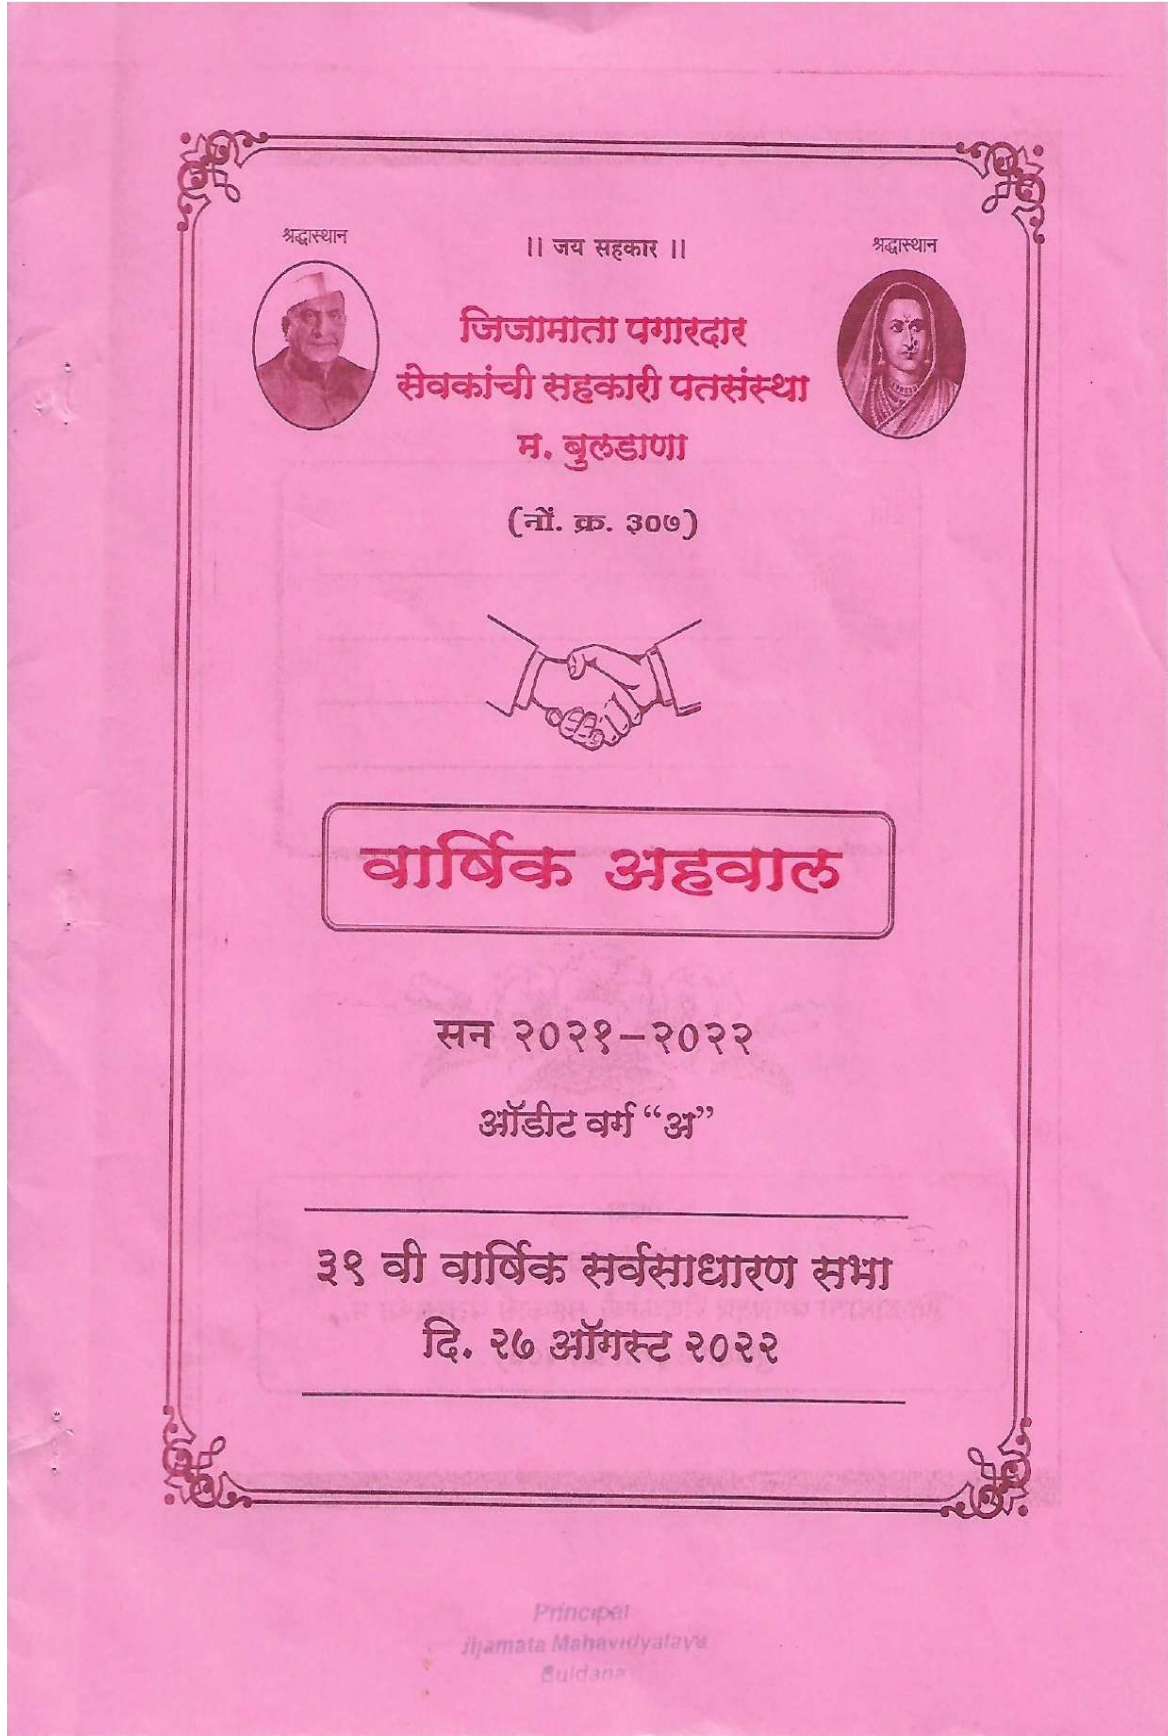 श्रद्धास्थान
|| जय सहकार ||
श्रद्धास्थान
जिजामाता पगारदार
सेवकांची सहकारी पतसंस्था
म. बुलडाणा
(नों. क्र. ३०७)
वार्षिक अहवाल
सन २०२१-२०२२
ऑडीट वर्ग “अ”
३९ वी वार्षिक सर्वसाधारण सभा
दि. २७ ऑगस्ट २०२२
Principal
Jijamata Mahavidyalaya
Buldana